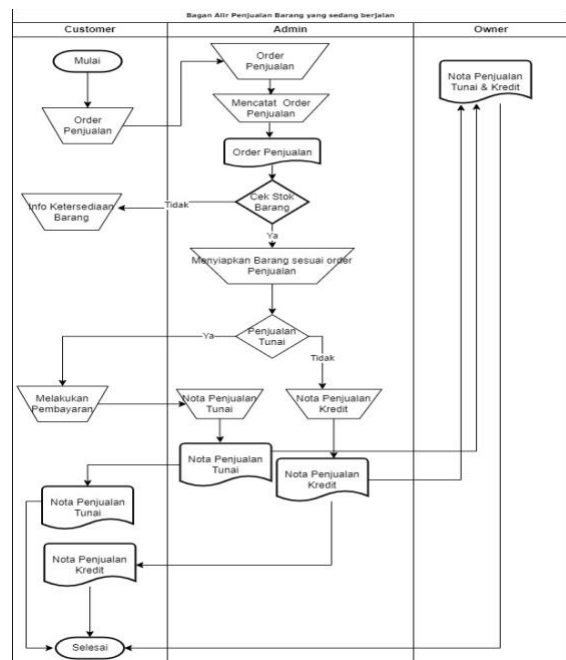 Bagan Alir Penjualan Barang yang sedang berjalan
Customer
Admin
Owner
Mulai
Order
Penjualan
Order
Penjualan
Mencatat Order
Penjualan
Order Penjualan
Nota Penjualan
Tunai & Kredit
Info Ketersediaan
Barang
Tidak
Cek Stok
Barang
Ya
Menyiapkan Barang sesuai order
Penjualan
Ya
Penjualan
Tunai
Tidak
Melakukan
Pembayaran
Nota Penjualan
Tunai
Nota Penjualan
Kredit
Nota Penjualan
Tunai
Nota Penjualan
Kredit
Nota Penjualan
Tunai
Nota Penjualan
Kredit
Selesai